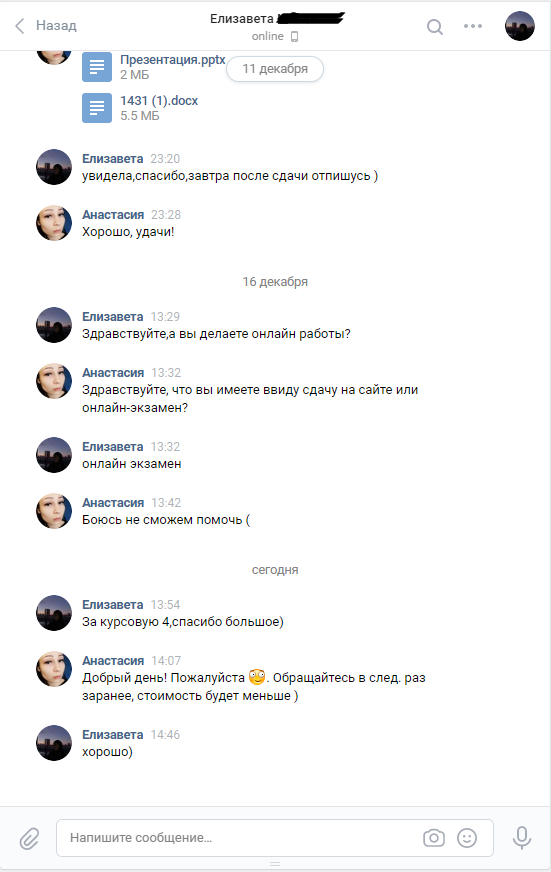 Назад
Елизавета
online
Презентация.pptx
2 МБ
11 декабря
1431 (1).docx
5.5 МБ
Елизавета 23:20
увидела,спасибо,завтра после сдачи отпишусь )
Анастасия 23:28
Хорошо, удачи!
16 декабря
Елизавета 13:29
Здравствуйте,а вы делаете онлайн работы?
Анастасия 13:32
Здравствуйте, что вы имеете ввиду сдачу на сайте или
онлайн-экзамен?
Елизавета 13:32
онлайн экзамен
Анастасия 13:42
Боюсь не сможем помочь (
сегодня
Елизавета 13:54
За курсовую 4,спасибо большое)
Анастасия 14:07
Добрый день! Пожалуйста 😳. Обращайтесь в след. раз
заранее, стоимость будет меньше )
Елизавета 14:46
хорошо)
Напишите сообщение...